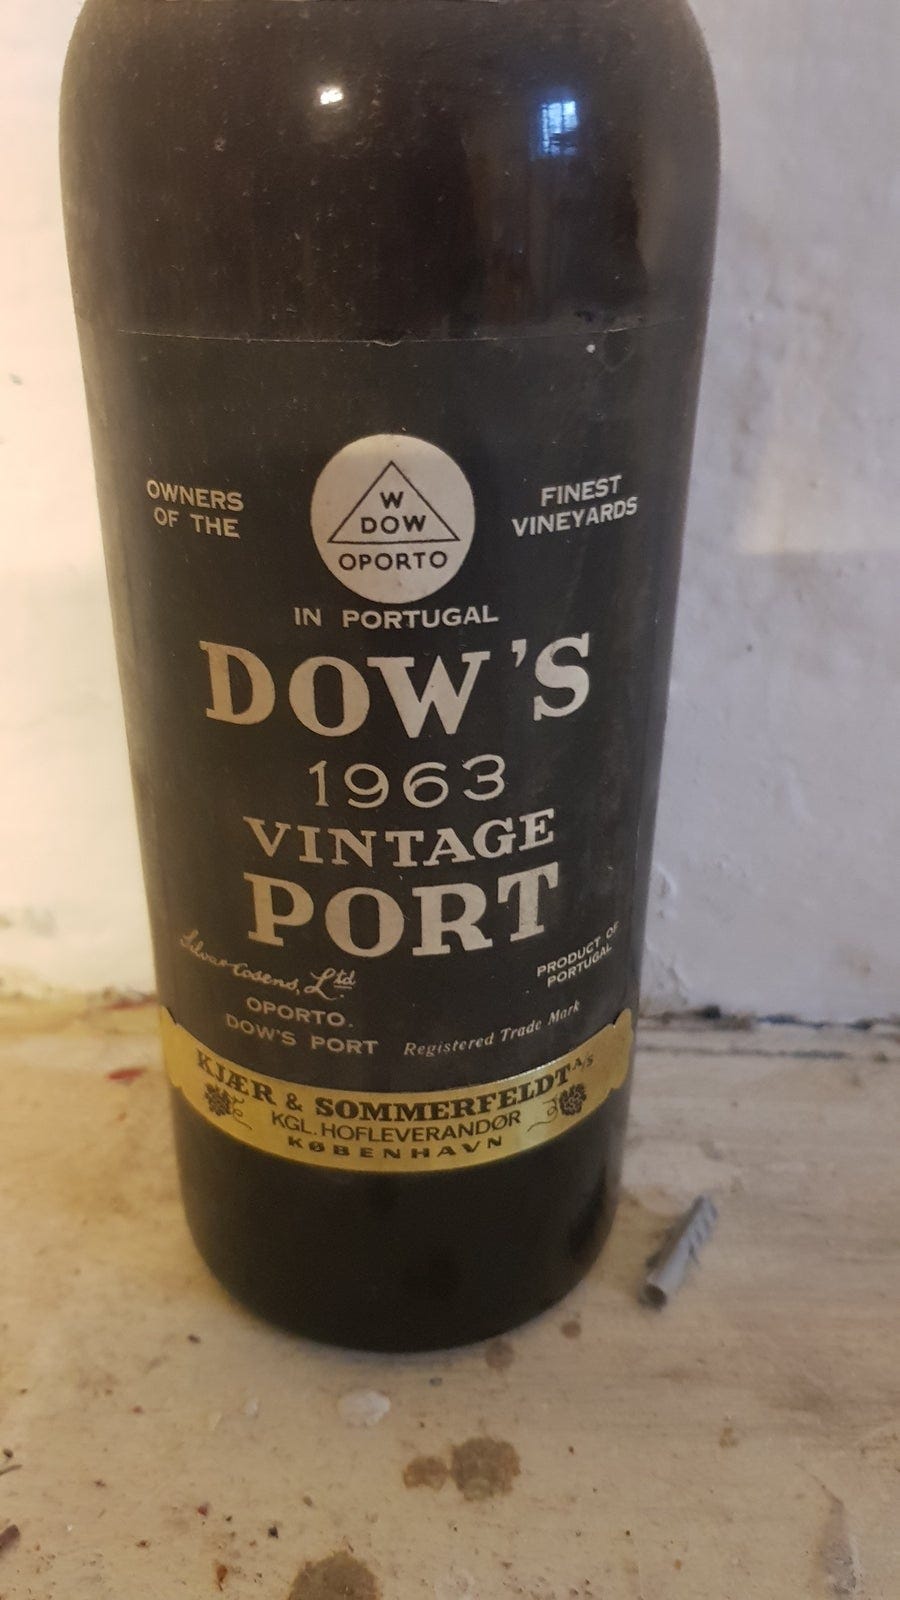 OWNERS OF THE
FINEST VINEYARDS
W
DOW
OPORTO
IN PORTUGAL
DOW'S
1963
VINTAGE
PORT
Silva & Cosens, Ltd.
OPORTO.
DOW'S PORT
PRODUCT OF
PORTUGAL
Registered Trade Mark
KJÆR & SOMMERFELDT A/S
KGL. HOFLEVERANDØR
KØBENHAVN